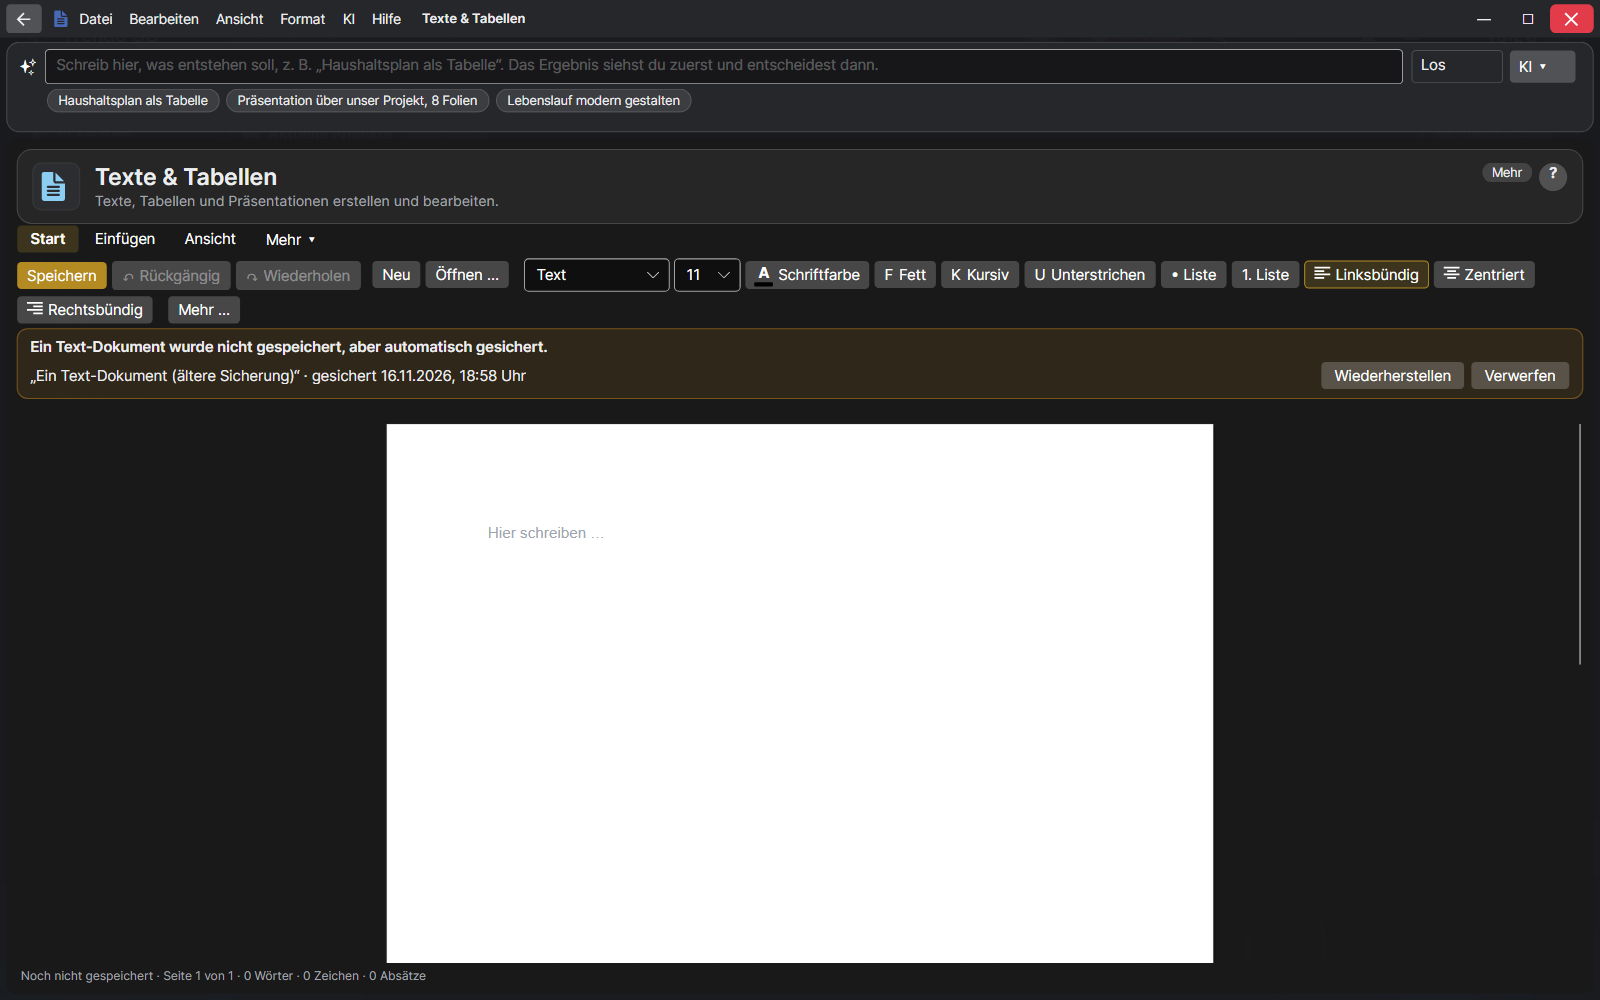 Datei Bearbeiten Ansicht Format KI Hilfe Texte & Tabellen
Schreib hier, was entstehen soll, z. B. „Haushaltsplan als Tabelle“. Das Ergebnis siehst du zuerst und entscheidest dann.
Los
KI
Haushaltsplan als Tabelle
Präsentation über unser Projekt, 8 Folien
Lebenslauf modern gestalten
Texte & Tabellen
Texte, Tabellen und Präsentationen erstellen und bearbeiten.
Mehr
?
Start Einfügen Ansicht Mehr
Speichern Rückgängig Wiederholen Neu Öffnen ... Text 11 A Schriftfarbe F Fett K Kursiv U Unterstrichen • Liste 1. Liste Linksbündig Zentriert
Rechtsbündig Mehr ...
Ein Text-Dokument wurde nicht gespeichert, aber automatisch gesichert.
„Ein Text-Dokument (ältere Sicherung)“ · gesichert 16.11.2026, 18:58 Uhr
Wiederherstellen Verwerfen
Hier schreiben ...
Noch nicht gespeichert · Seite 1 von 1 · 0 Wörter · 0 Zeichen · 0 Absätze